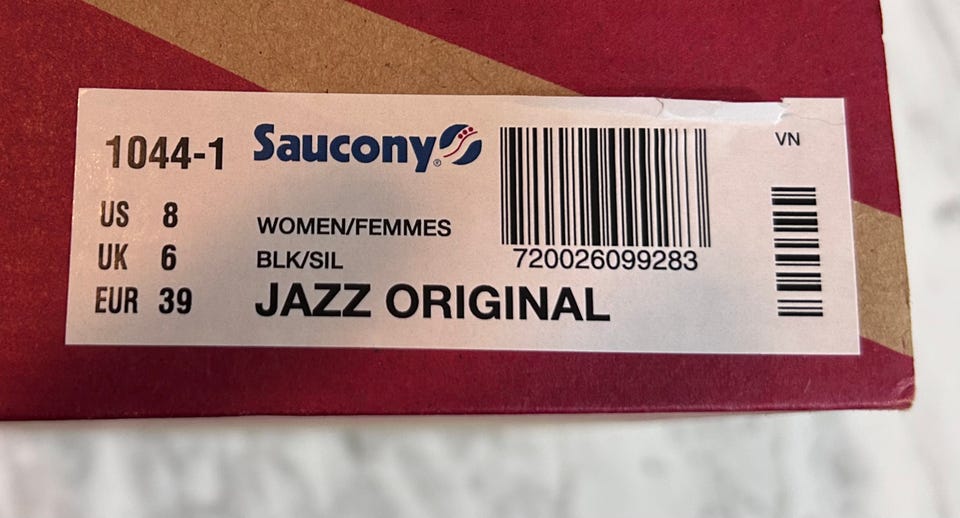 1044-1
Saucony®
VN
US 8
UK 6
EUR 39
WOMEN/FEMMES
BLK/SIL
720026099283
JAZZ ORIGINAL